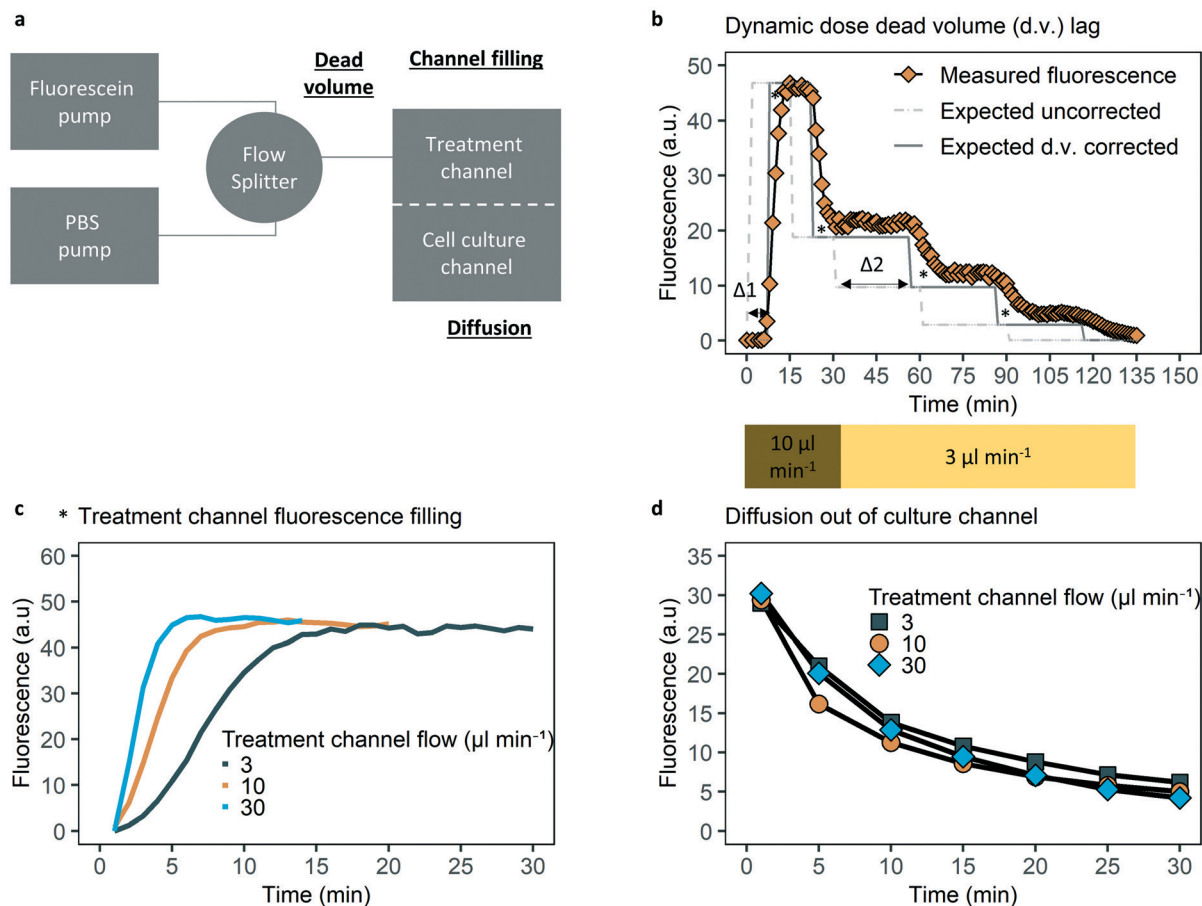 a
Fluorescein
pump
PBS
pump
Flow
Splitter
Dead
volume
Channel filling
Treatment
channel
Cell culture
channel
Diffusion
b Dynamic dose dead volume (d.v.) lag
Fluorescence (a.u.)
50
40
30
20
10
0
Measured fluorescence
Expected uncorrected
Expected d.v. corrected
*
*
*
*
Δ1
Δ2
0 15 30 45 60 75 90 105 120 135 150
Time (min)
10 µl
min⁻¹
3 µl min⁻¹
c * Treatment channel fluorescence filling
Fluorescence (a.u)
60
50
40
30
20
10
0
Treatment channel flow (µl min⁻¹)
3
10
30
0 5 10 15 20 25 30
Time (min)
d Diffusion out of culture channel
Fluorescence (a.u)
35
30
25
20
15
10
5
0
Treatment channel flow (µl min⁻¹)
3
10
30
0 5 10 15 20 25 30
Time (min)